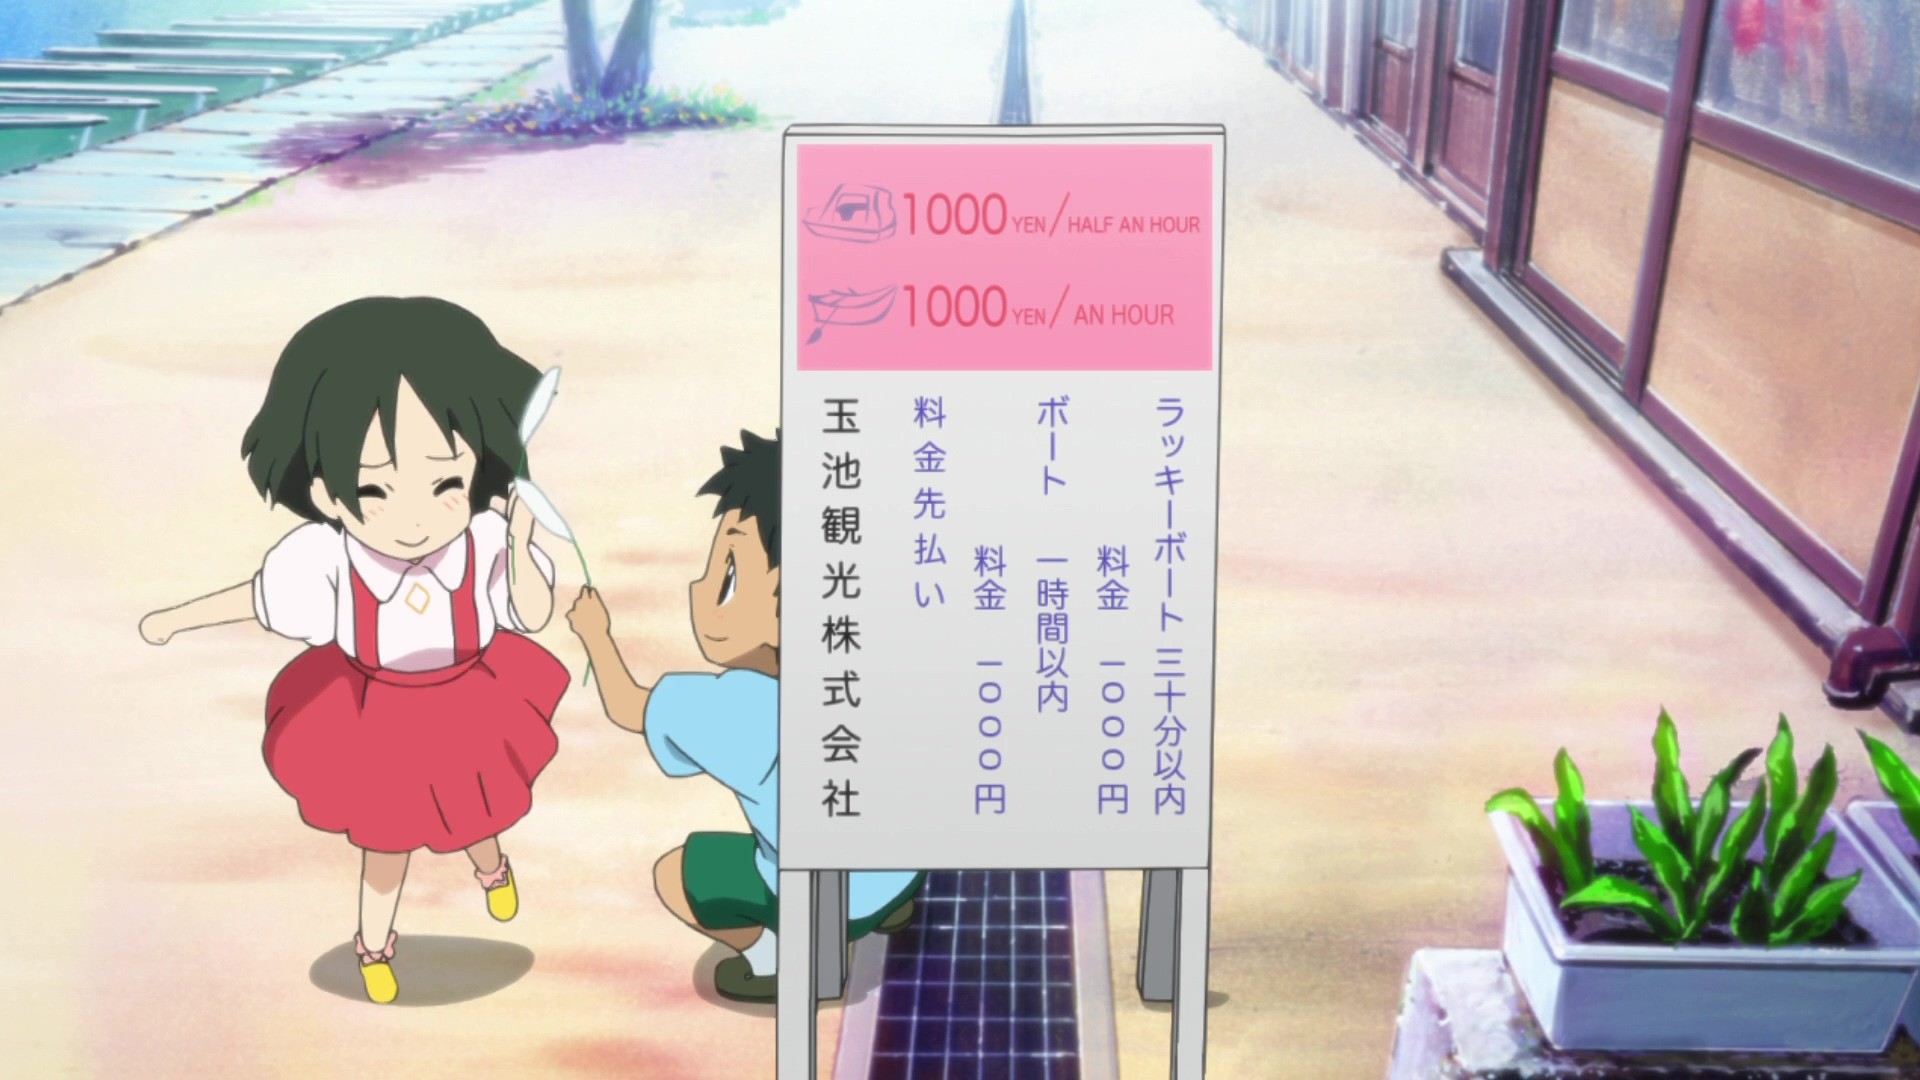 1000 YEN/HALF AN HOUR
1000 YEN/AN HOUR
ラッキーボート 三十分以内
料金 一〇〇〇円
ボート 一時間以内
料金 一〇〇〇円
料金先払い
玉池観光株式会社